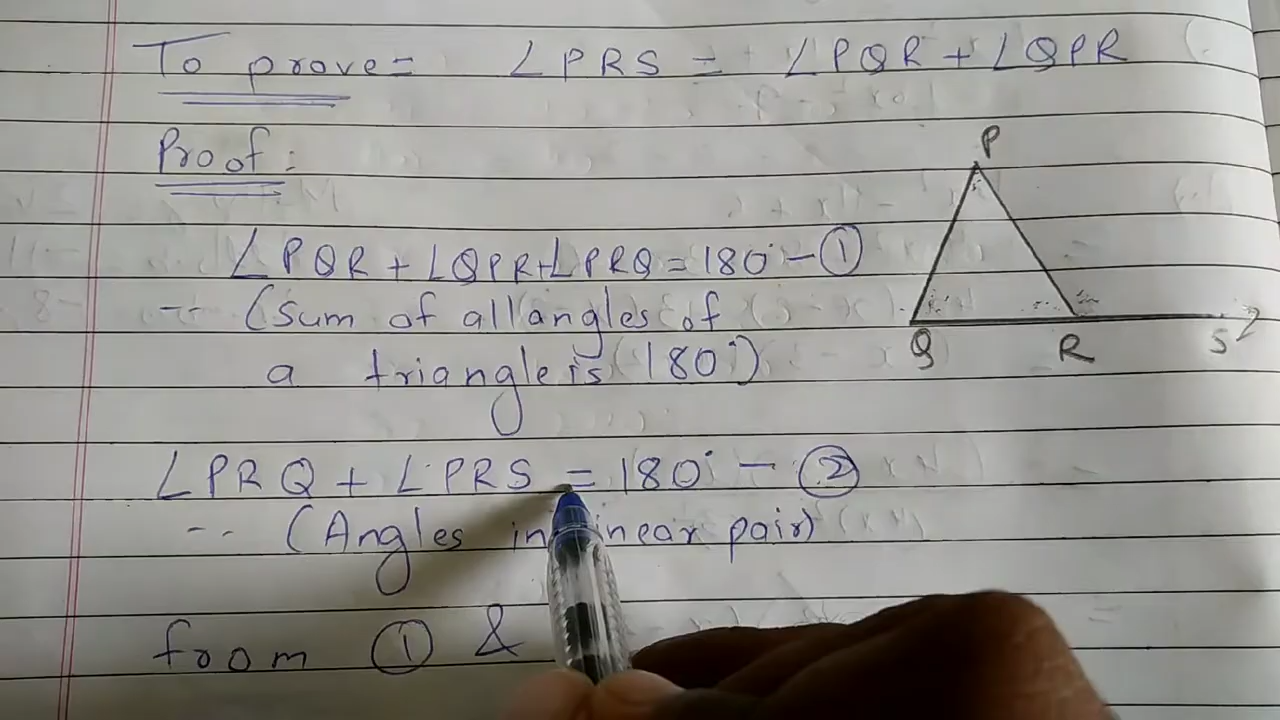 To prove= ∠PRS = ∠PQR + ∠QPR
Proof:
∠PQR + ∠QPR + ∠PRQ = 180° - ①
-- (Sum of all angles of
a triangle is 180°)
∠PRQ + ∠PRS = 180° - ②
-- (Angles in linear pair)
from ① &
P
Q
R
S